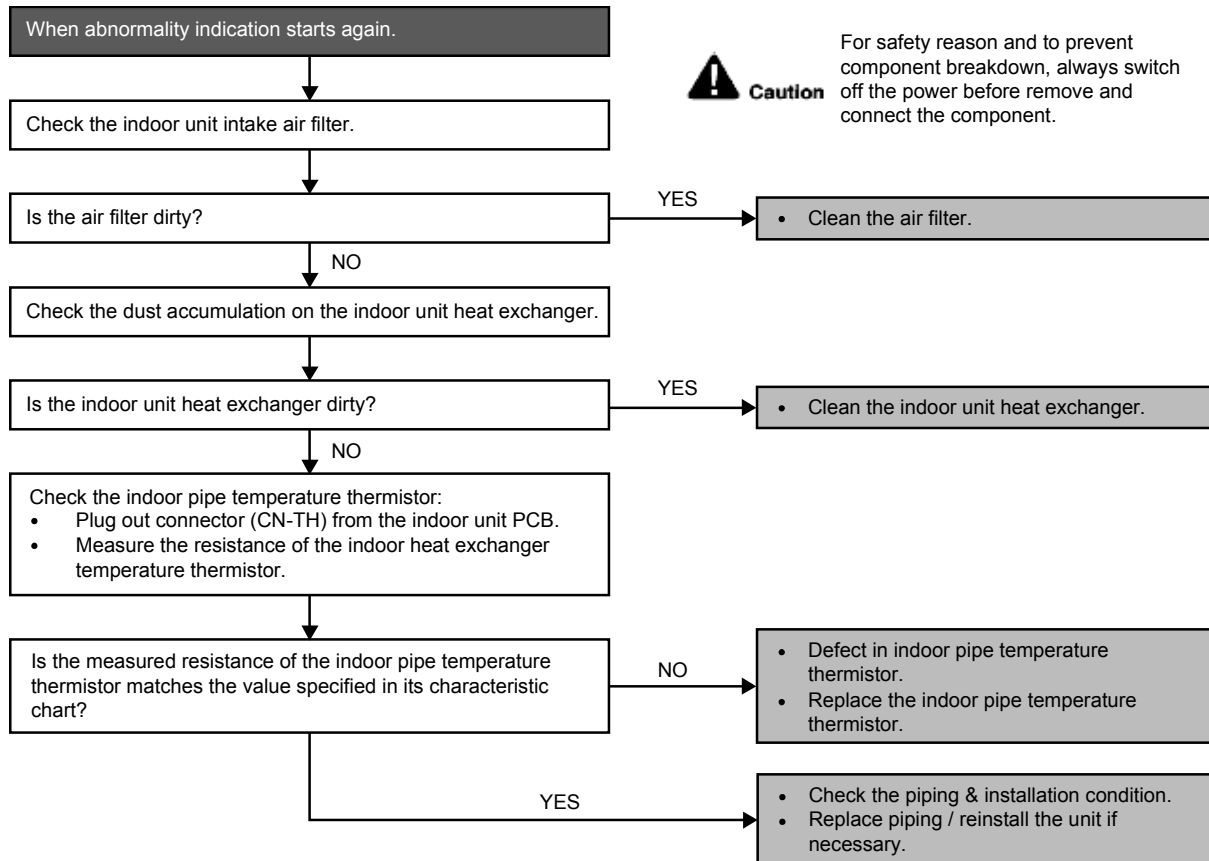 When abnormality indication starts again.
For safety reason and to prevent
component breakdown, always switch
off the power before remove and
connect the component.
Caution
Check the indoor unit intake air filter.
Is the air filter dirty?
YES
• Clean the air filter.
NO
Check the dust accumulation on the indoor unit heat exchanger.
Is the indoor unit heat exchanger dirty?
YES
• Clean the indoor unit heat exchanger.
NO
Check the indoor pipe temperature thermistor:
• Plug out connector (CN-TH) from the indoor unit PCB.
• Measure the resistance of the indoor heat exchanger
temperature thermistor.
Is the measured resistance of the indoor pipe temperature
thermistor matches the value specified in its characteristic
chart?
NO
• Defect in indoor pipe temperature
thermistor.
• Replace the indoor pipe temperature
thermistor.
YES
• Check the piping & installation condition.
• Replace piping / reinstall the unit if
necessary.